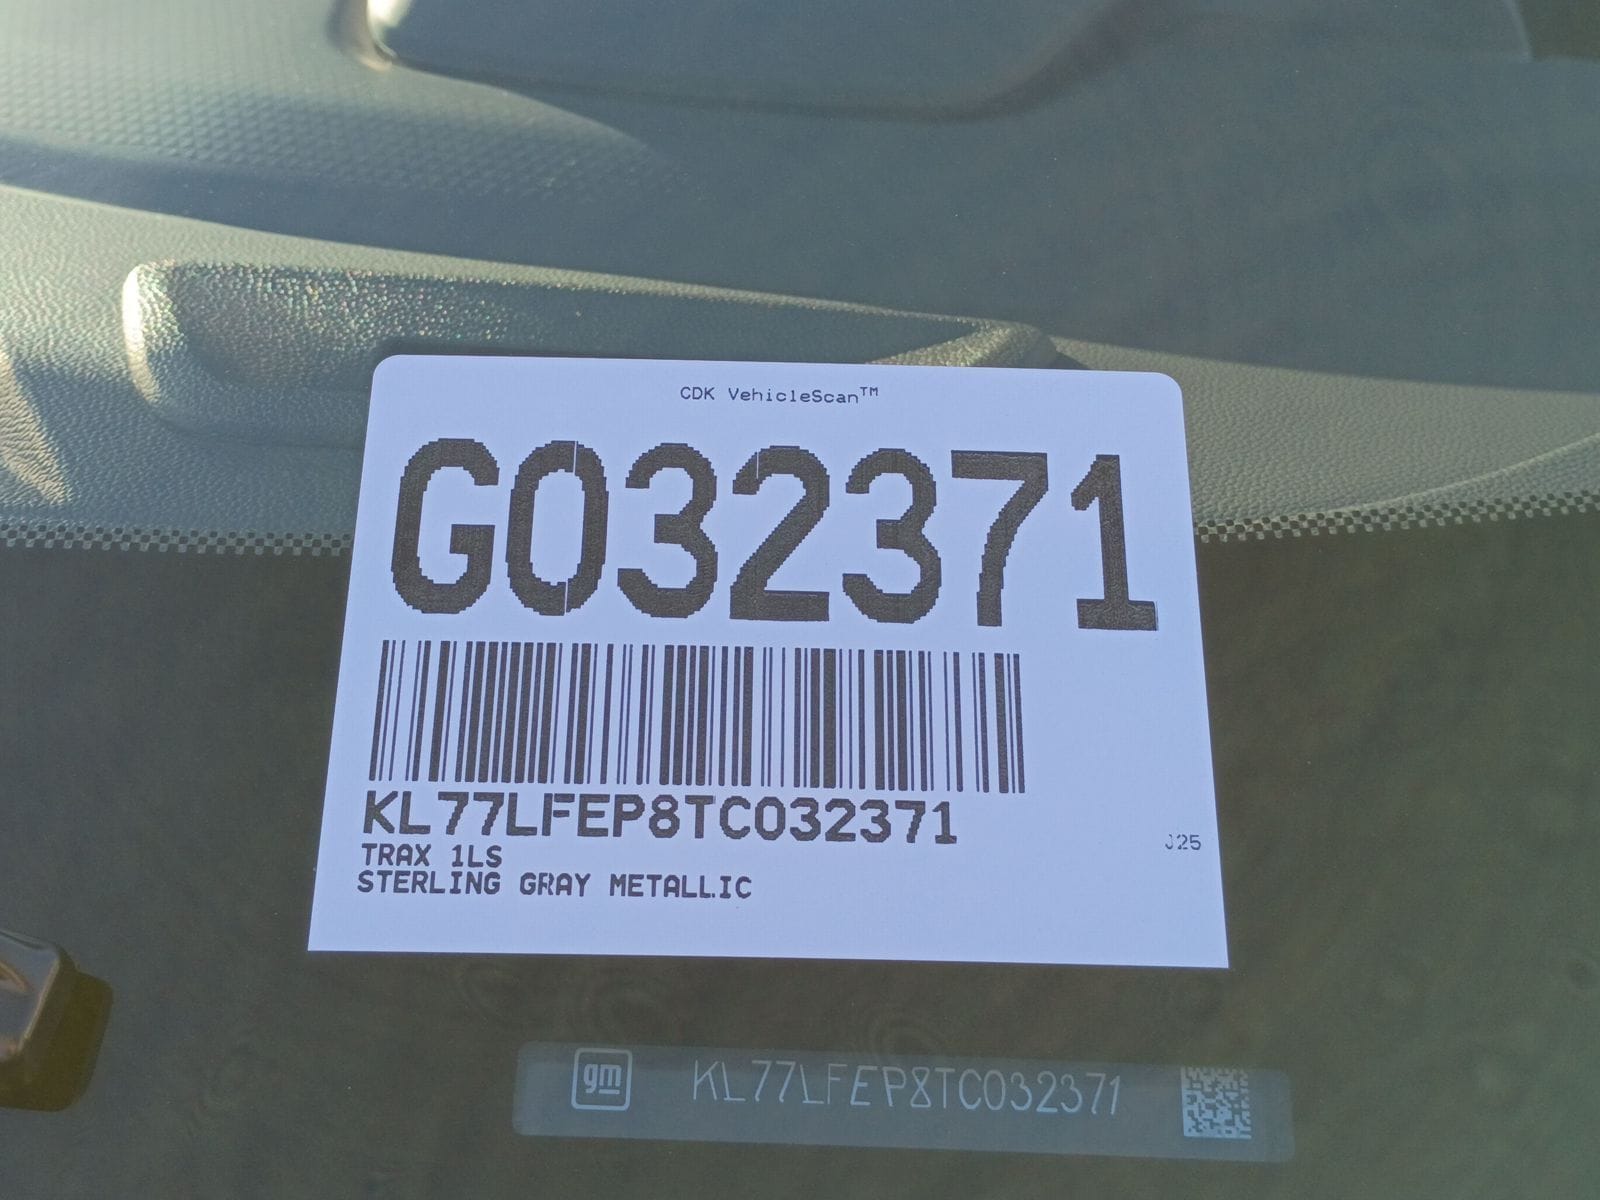 CDK VehicleScan™
G032371
KL77LFEP8TC032371
J25
TRAX 1LS
STERLING GRAY METALLIC
gm KL77LFEP8TC032371